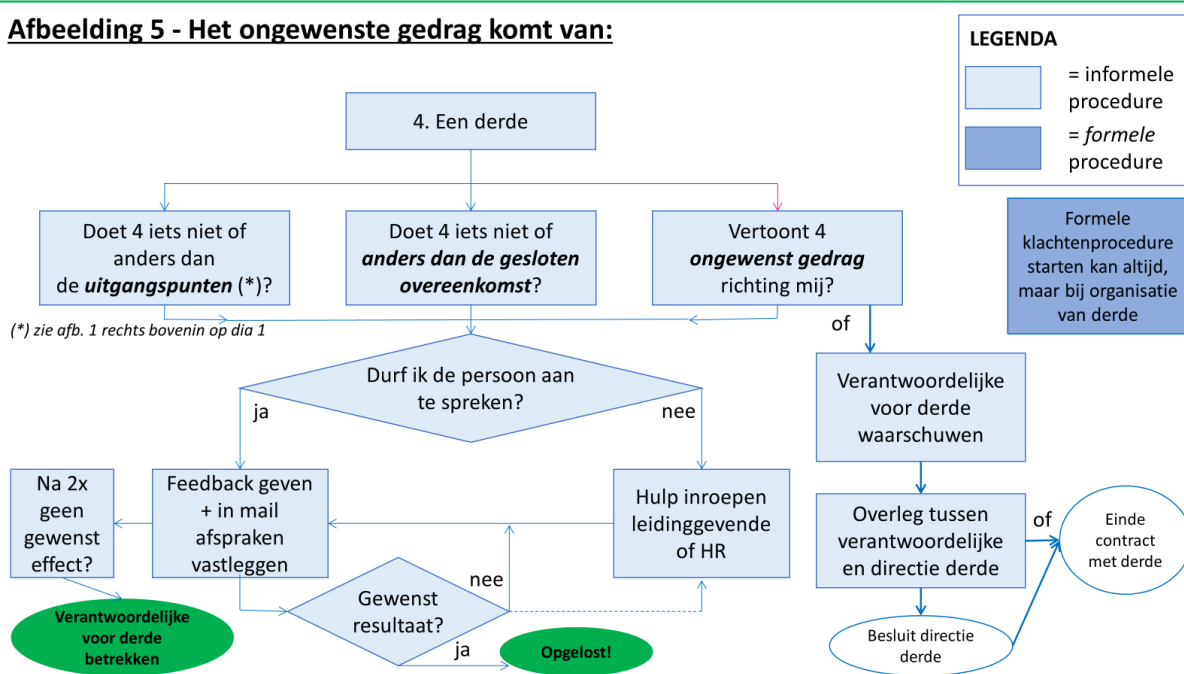 Afbeelding 5 - Het ongewenste gedrag komt van:
LEGENDA
= informele
procedure
= formele
procedure
4. Een derde
Doet 4 iets niet of
anders dan
de uitgangspunten (*)?
Doet 4 iets niet of
anders dan de gesloten
overeenkomst?
Vertoont 4
ongewenst gedrag
richting mij?
Formele
klachtenprocedure
starten kan altijd,
maar bij organisatie
van derde
(*) zie afb. 1 rechts bovenin op dia 1
of
Durf ik de persoon aan
te spreken?
ja
nee
Verantwoordelijke
voor derde
waarschuwen
Na 2x
geen
gewenst
effect?
Feedback geven
+ in mail
afspraken
vastleggen
Hulp inroepen
leidinggevende
of HR
Overleg tussen
verantwoordelijke
en directie derde
of
Einde
contract
met derde
nee
Gewenst
resultaat?
ja
Verantwoordelijke
voor derde
betrekken
Opgelost!
Besluit directie
derde